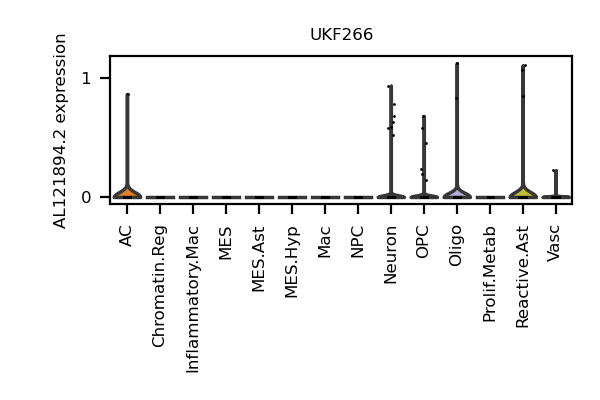 UKF266
AL121894.2 expression
1
0
AC
Chromatin.Reg
Inflammatory.Mac
MES
MES.Ast
MES.Hyp
Mac
NPC
Neuron
OPC
Oligo
Prolif.Metab
Reactive.Ast
Vasc